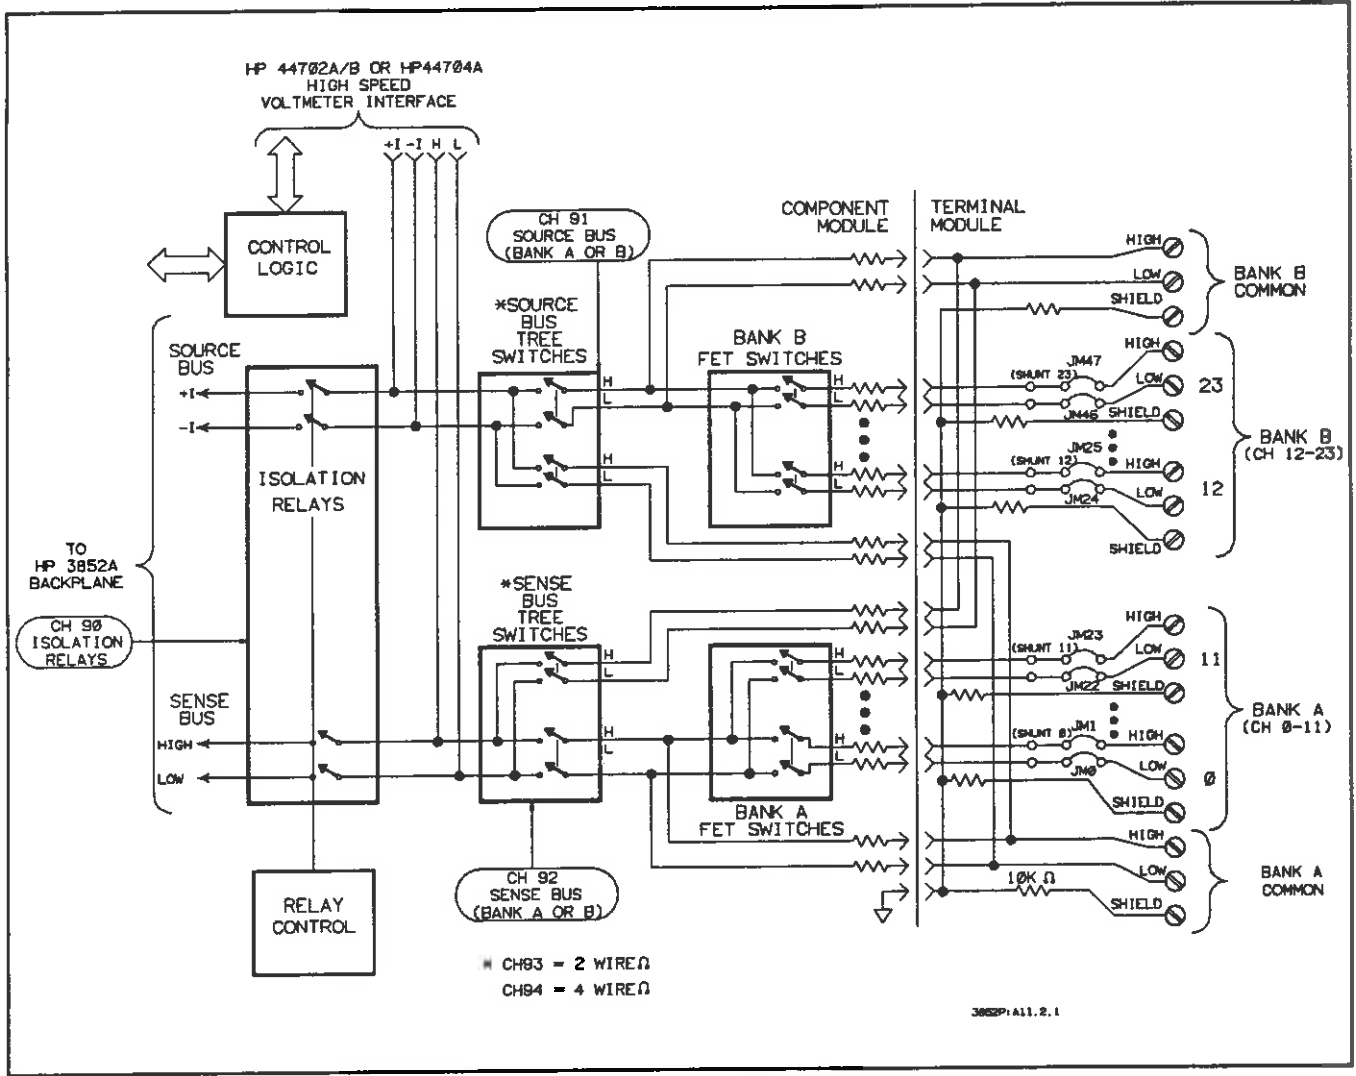 HP 44702A/B OR HP44704A
HIGH SPEED
VOLTMETER INTERFACE
+I -I H L
CONTROL
LOGIC
CH 91
SOURCE BUS
(BANK A OR B)
COMPONENT
MODULE
TERMINAL
MODULE
HIGH
LOW
SHIELD
BANK B
COMMON
*SOURCE
BUS
TREE
SWITCHES
BANK B
FET SWITCHES
SOURCE
BUS
+I
-I
H
L
H
L
H
L
H
L
(SHUNT 23)
JM47
JM46
HIGH
LOW
SHIELD
23
(SHUNT 12)
JM25
JM24
HIGH
LOW
SHIELD
12
BANK B
(CH 12-23)
ISOLATION
RELAYS
TO
HP 3852A
BACKPLANE
CH 90
ISOLATION
RELAYS
*SENSE
BUS
TREE
SWITCHES
H
L
H
L
H
L
H
L
(SHUNT 11)
JM23
JM22
HIGH
LOW
SHIELD
11
(SHUNT 0)
JM1
JM0
HIGH
LOW
SHIELD
0
BANK A
(CH 0-11)
SENSE
BUS
HIGH
LOW
BANK A
FET SWITCHES
HIGH
LOW
10K Ω
SHIELD
BANK A
COMMON
CH 92
SENSE BUS
(BANK A OR B)
RELAY
CONTROL
* CH93 = 2 WIREΩ
CH94 = 4 WIREΩ
3852P:A11.2.1